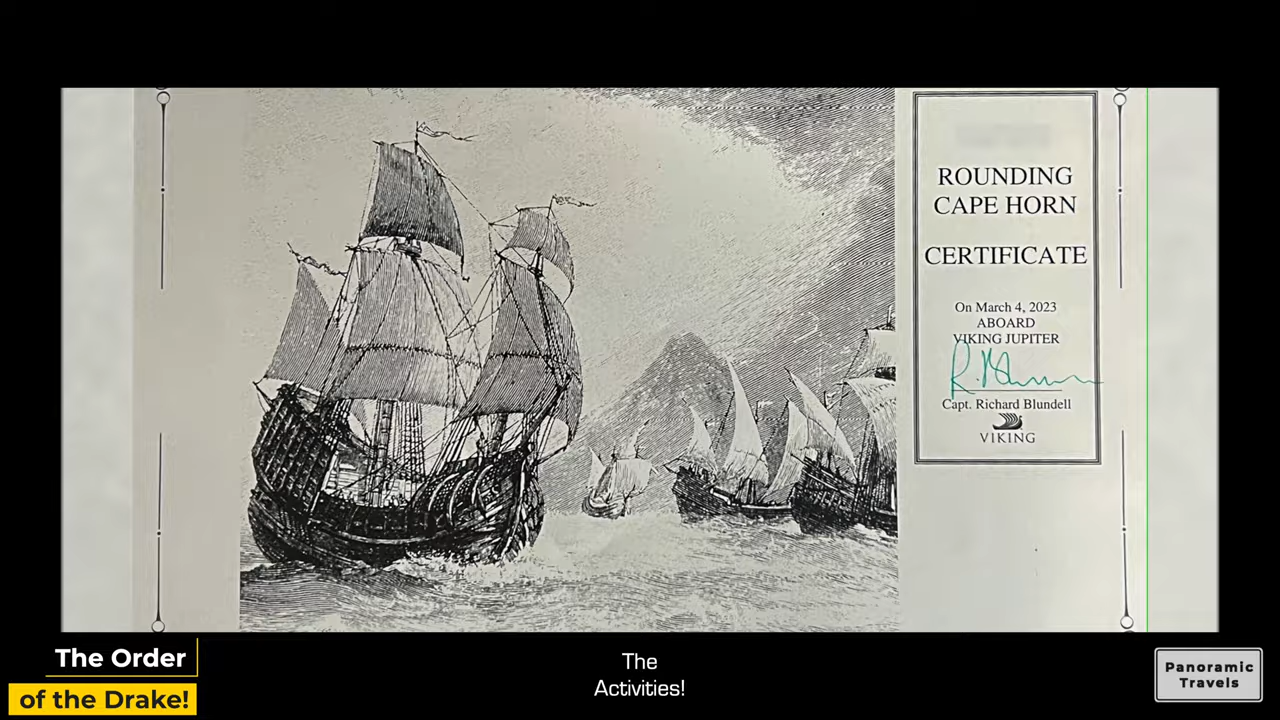 ROUNDING
CAPE HORN
CERTIFICATE
On March 4, 2023
ABOARD
VIKING JUPITER
Capt. Richard Blundell
VIKING
The Order
of the Drake!
The
Activities!
Panoramic
Travels